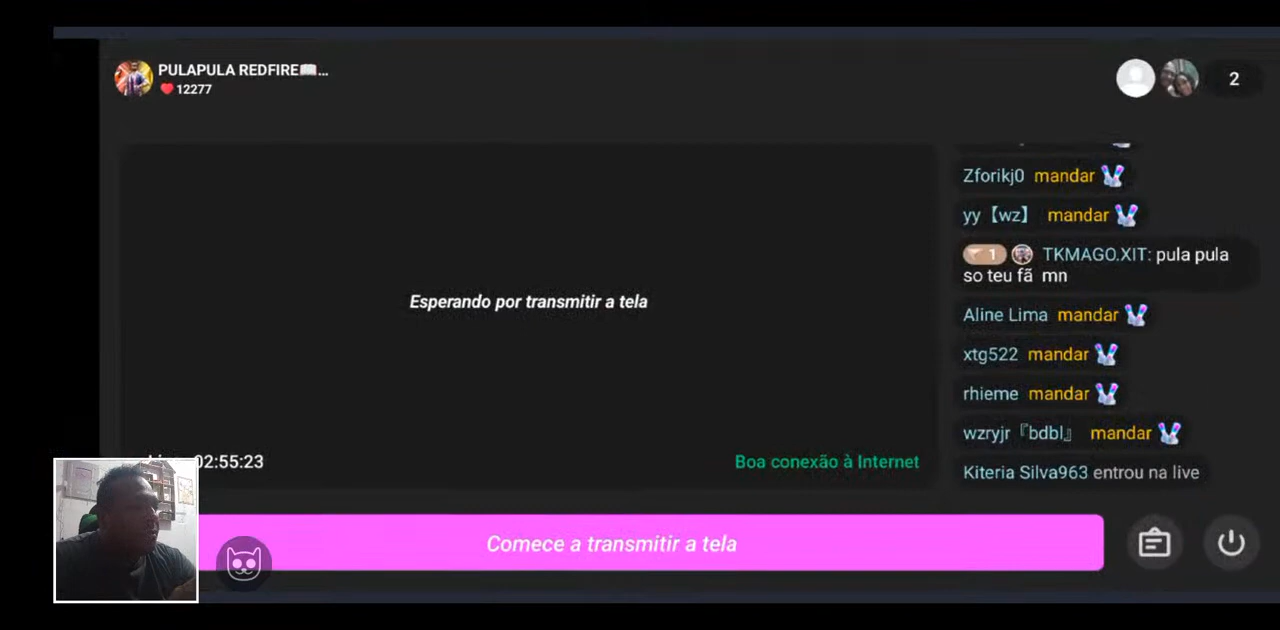 PULAPULA REDFIRE📖...
12277
2
Zforikj0 mandar
yy【wz】 mandar
1 TKMAGO.XIT: pula pula
so teu fã mn
Aline Lima mandar
xtg522 mandar
rhieme mandar
wzryjr『bdbl』 mandar
Kiteria Silva963 entrou na live
Esperando por transmitir a tela
02:55:23
Boa conexão à Internet
Comece a transmitir a tela